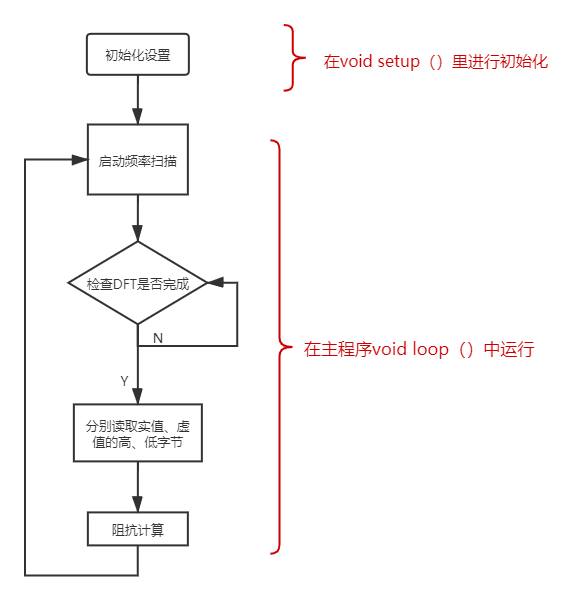 初始化设置
在void setup（）里进行初始化
启动频率扫描
检查DFT是否完成
N
在主程序void loop（）中运行
Y
分别读取实值、虚
值的高、低字节
阻抗计算